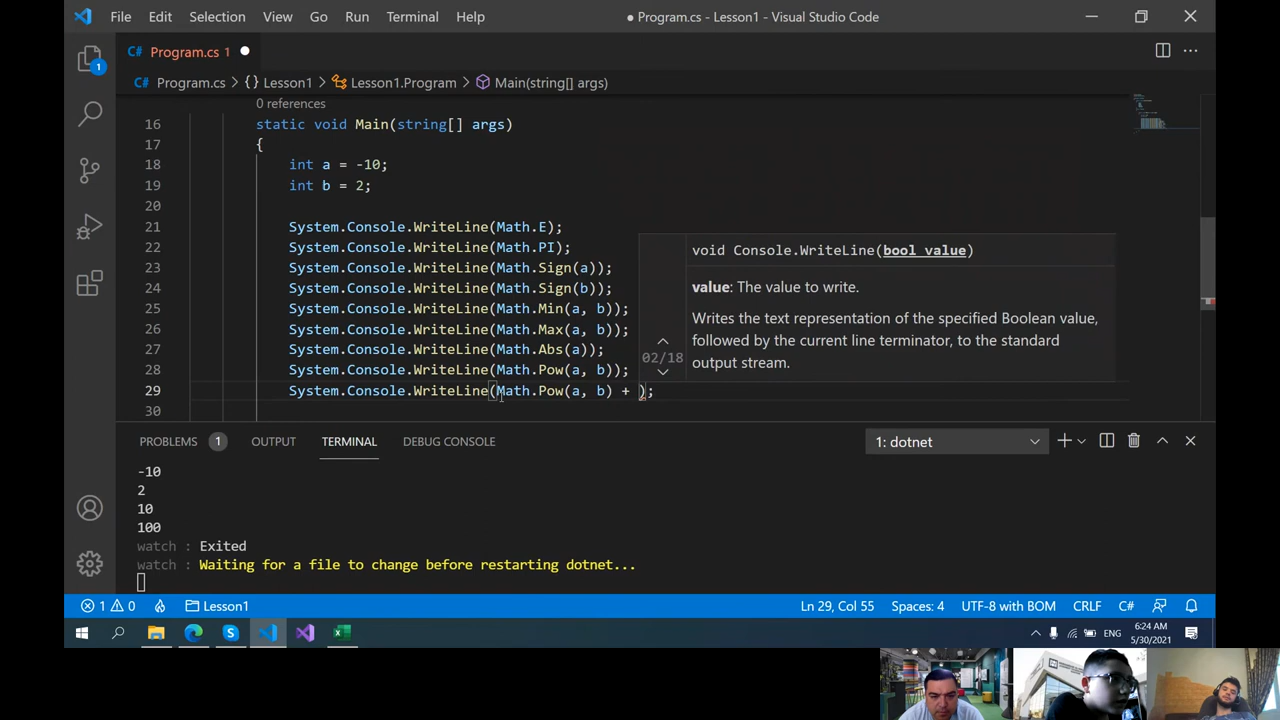 File Edit Selection View Go Run Terminal Help
● Program.cs - Lesson1 - Visual Studio Code
C# Program.cs 1
C# Program.cs > {} Lesson1 > Lesson1.Program > Main(string[] args)
0 references
16 static void Main(string[] args)
17 {
18 int a = -10;
19 int b = 2;
20
21 System.Console.WriteLine(Math.E);
22 System.Console.WriteLine(Math.PI);
23 System.Console.WriteLine(Math.Sign(a));
24 System.Console.WriteLine(Math.Sign(b));
25 System.Console.WriteLine(Math.Min(a, b));
26 System.Console.WriteLine(Math.Max(a, b));
27 System.Console.WriteLine(Math.Abs(a));
28 System.Console.WriteLine(Math.Pow(a, b));
29 System.Console.WriteLine(Math.Pow(a, b) + );
30
void Console.WriteLine(bool value)
value: The value to write.
Writes the text representation of the specified Boolean value,
followed by the current line terminator, to the standard
output stream.
02/18
1
PROBLEMS 1 OUTPUT TERMINAL DEBUG CONSOLE
1: dotnet
-10
2
10
100
watch : Exited
watch : Waiting for a file to change before restarting dotnet...
1 0 Lesson1
Ln 29, Col 55 Spaces: 4 UTF-8 with BOM CRLF C#
ENG
6:24 AM
5/30/2021